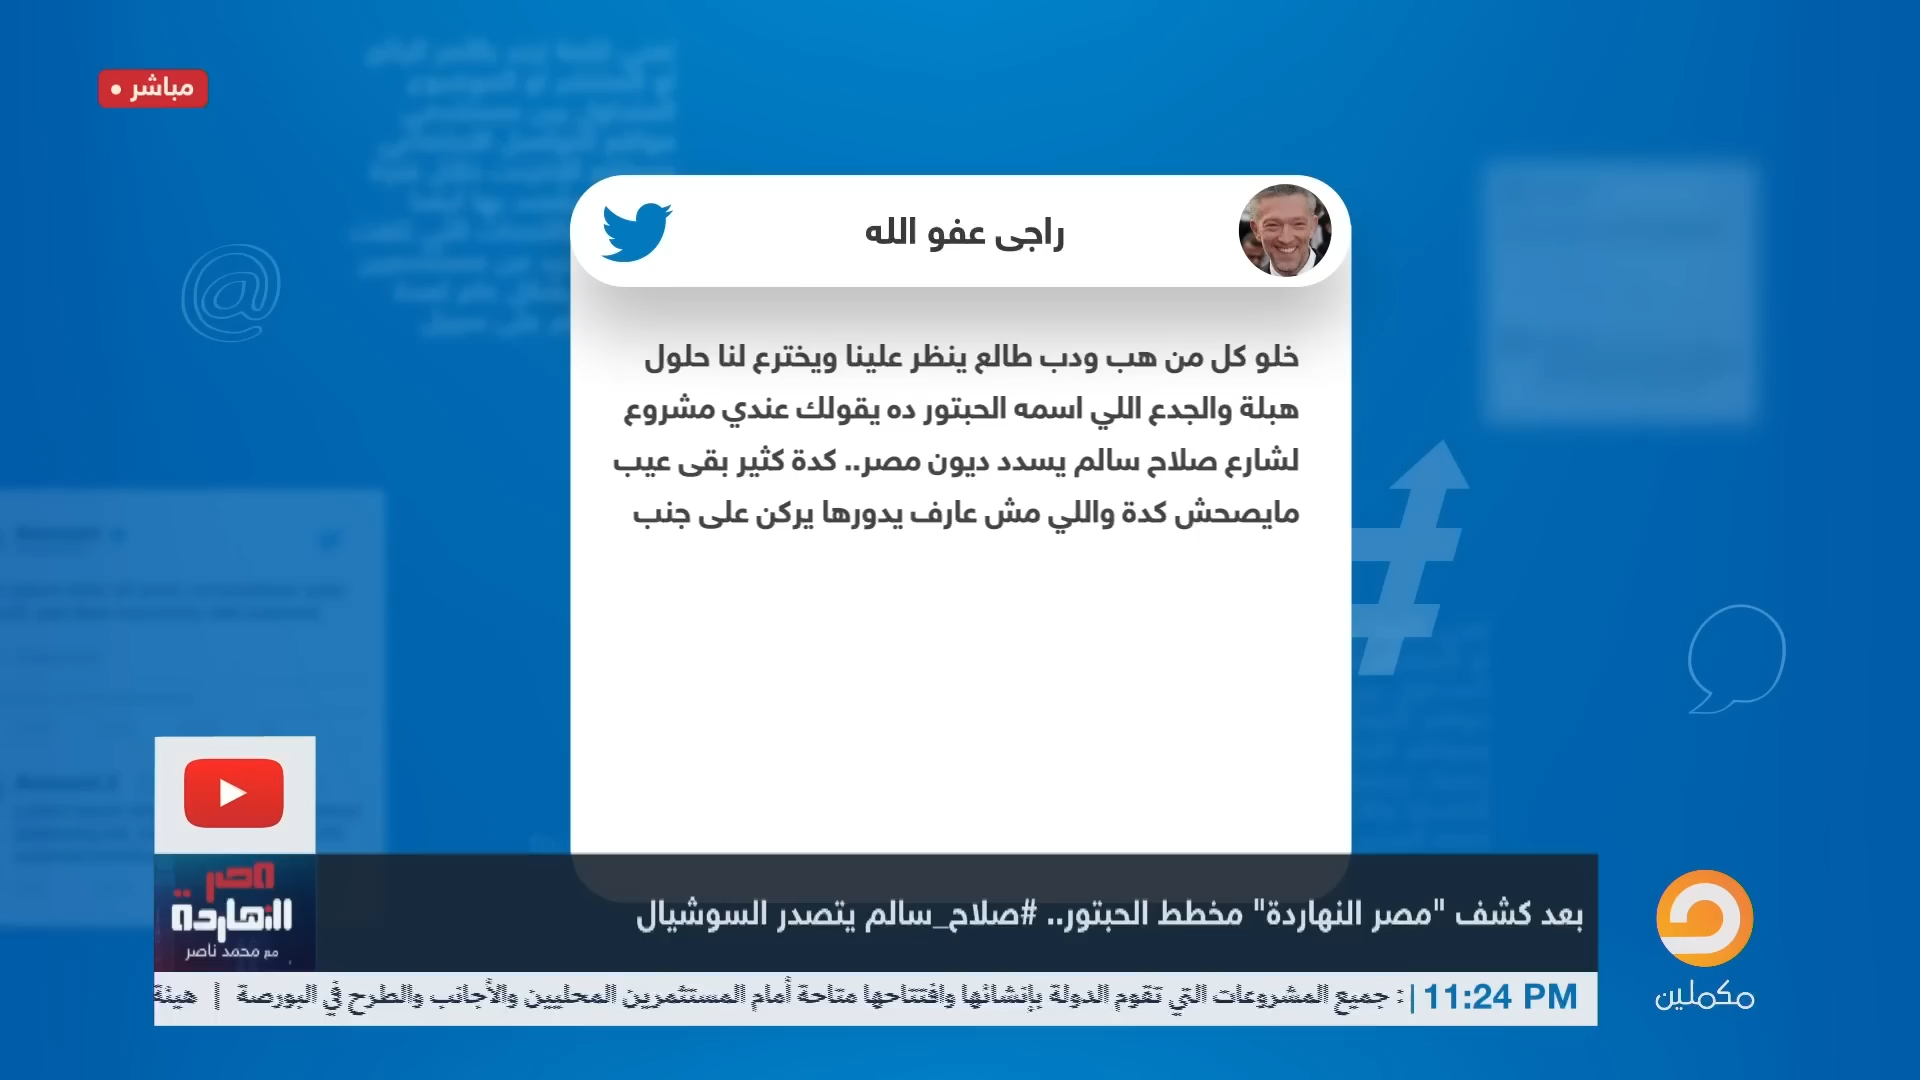 مباشر
راجى عفو الله
خلو كل من هب ودب طالع ينظر علينا ويخترع لنا حلول
هبلة والجدع اللي اسمه الحبتور ده يقولك عندي مشروع
لشارع صلاح سالم يسدد ديون مصر.. كدة كثير بقى عيب
مايصحش كدة واللي مش عارف يدورها يركن على جنب
مصر
النهاردة
مع محمد ناصر
بعد كشف "مصر النهاردة" مخطط الحبتور.. #صلاح_سالم يتصدر السوشيال
11:24 PM | : جميع المشروعات التي تقوم الدولة بإنشائها وافتتاحها متاحة أمام المستثمرين المحليين والأجانب والطرح في البورصة | هيئة
مكملين